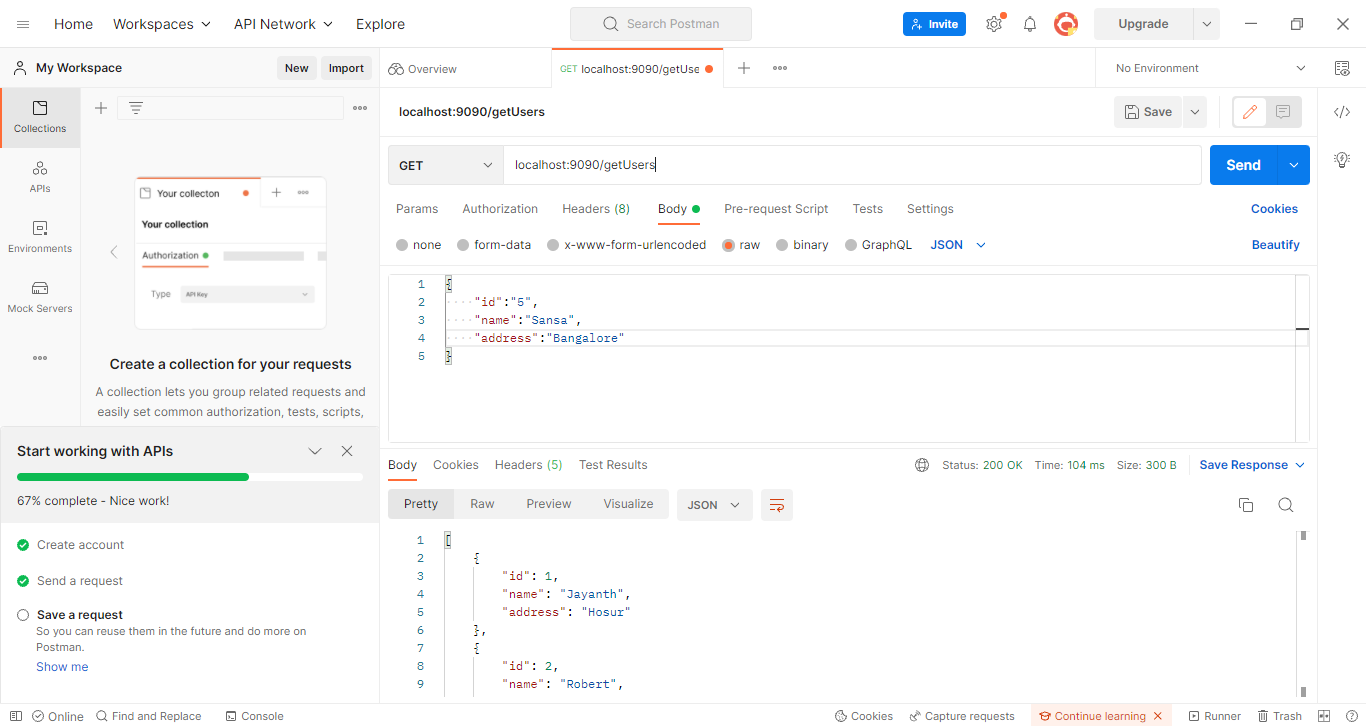 Home Workspaces API Network Explore Search Postman Invite Upgrade
My Workspace New Import Overview GET localhost:9090/getUse No Environment
Collections
APIs
Environments
Mock Servers
Your collecton
Your collection
Authorization
Type API Key
Create a collection for your requests
A collection lets you group related requests and
easily set common authorization, tests, scripts,
Start working with APIs
67% complete - Nice work!
Create account
Send a request
Save a request
So you can reuse them in the future and do more on
Postman.
Show me
localhost:9090/getUsers Save
GET localhost:9090/getUsers Send
Params Authorization Headers (8) Body Pre-request Script Tests Settings Cookies
none form-data x-www-form-urlencoded raw binary GraphQL JSON Beautify
1 {
2 "id":"5",
3 "name":"Sansa",
4 "address":"Bangalore"
5 }
Body Cookies Headers (5) Test Results Status: 200 OK Time: 104 ms Size: 300 B Save Response
Pretty Raw Preview Visualize JSON
1 [
2 {
3 "id": 1,
4 "name": "Jayanth",
5 "address": "Hosur"
6 },
7 {
8 "id": 2,
9 "name": "Robert",
Online Find and Replace Console Cookies Capture requests Continue learning Runner Trash